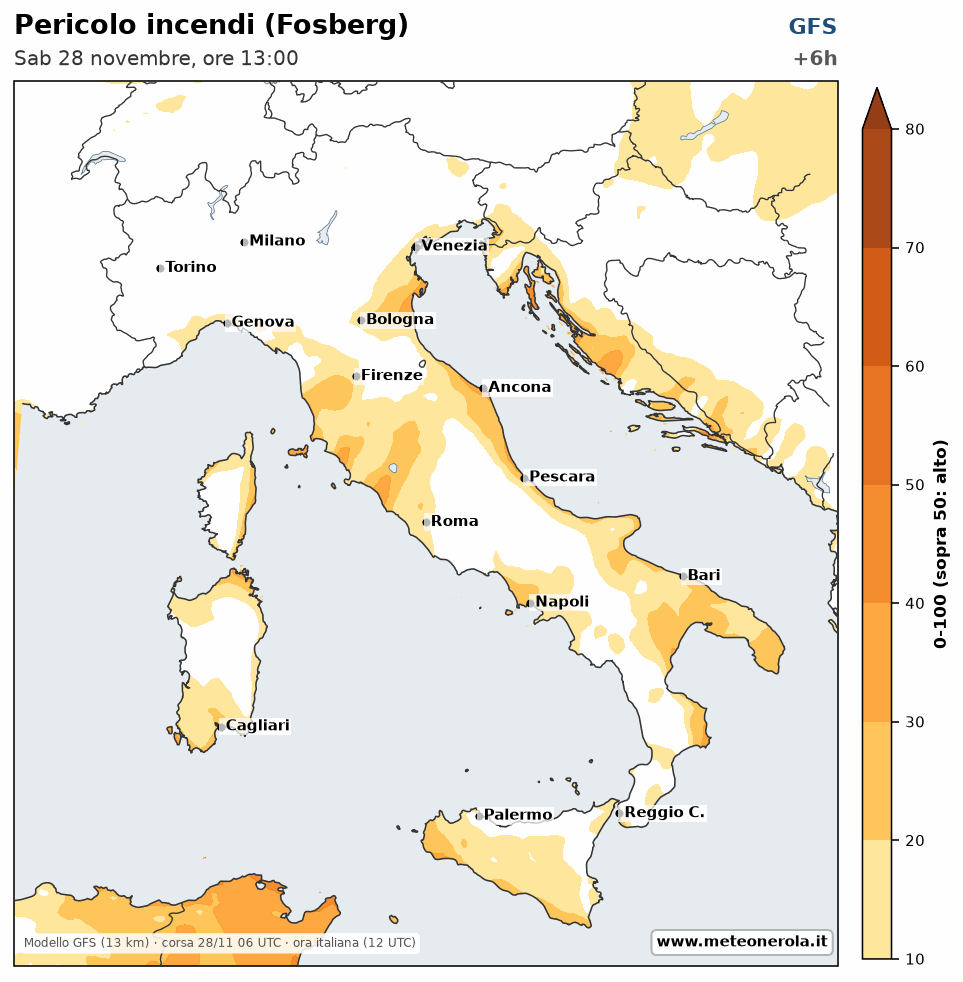 Pericolo incendi (Fosberg)
GFS
Sab 28 novembre, ore 13:00
+6h
80
70
60
50
40
30
20
10
0-100 (sopra 50: alto)
Milano
Venezia
Torino
Genova
Bologna
Firenze
Ancona
Pescara
Roma
Bari
Napoli
Cagliari
Palermo
Reggio C.
Modello GFS (13 km) · corsa 28/11 06 UTC · ora italiana (12 UTC)
www.meteonerola.it